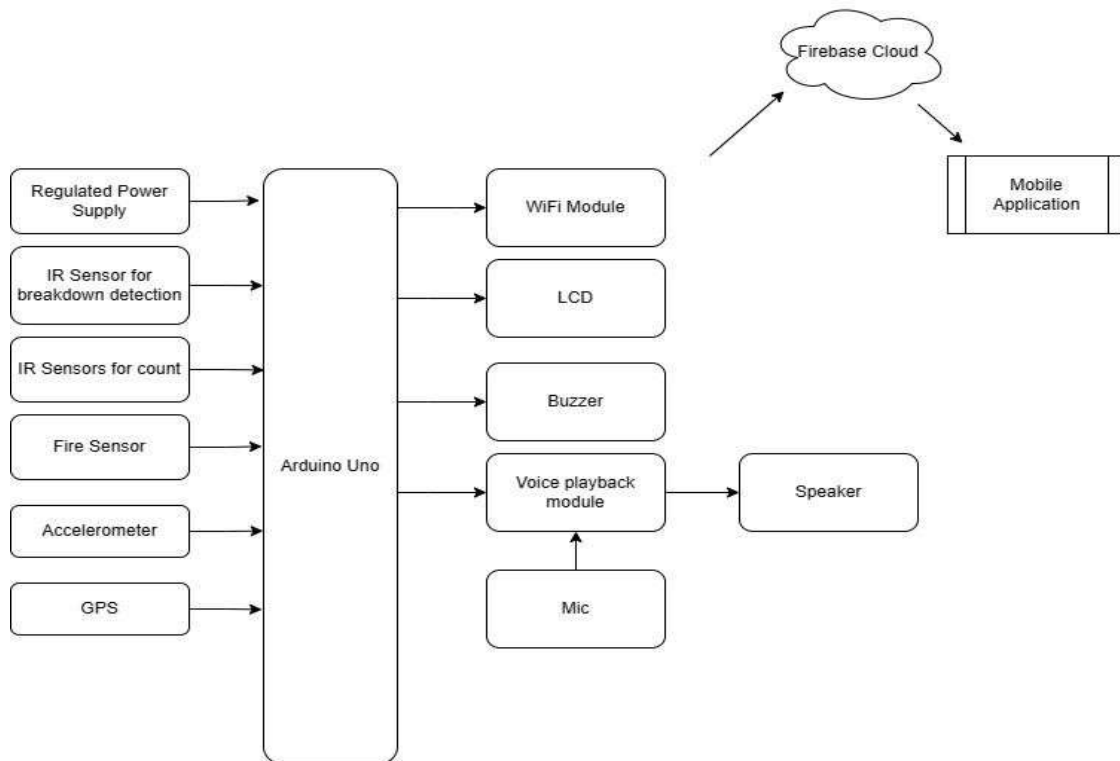 Firebase Cloud
Mobile
Application
Regulated Power
Supply
IR Sensor for
breakdown detection
IR Sensors for count
Fire Sensor
Accelerometer
GPS
Arduino Uno
WiFi Module
LCD
Buzzer
Voice playback
module
Mic
Speaker